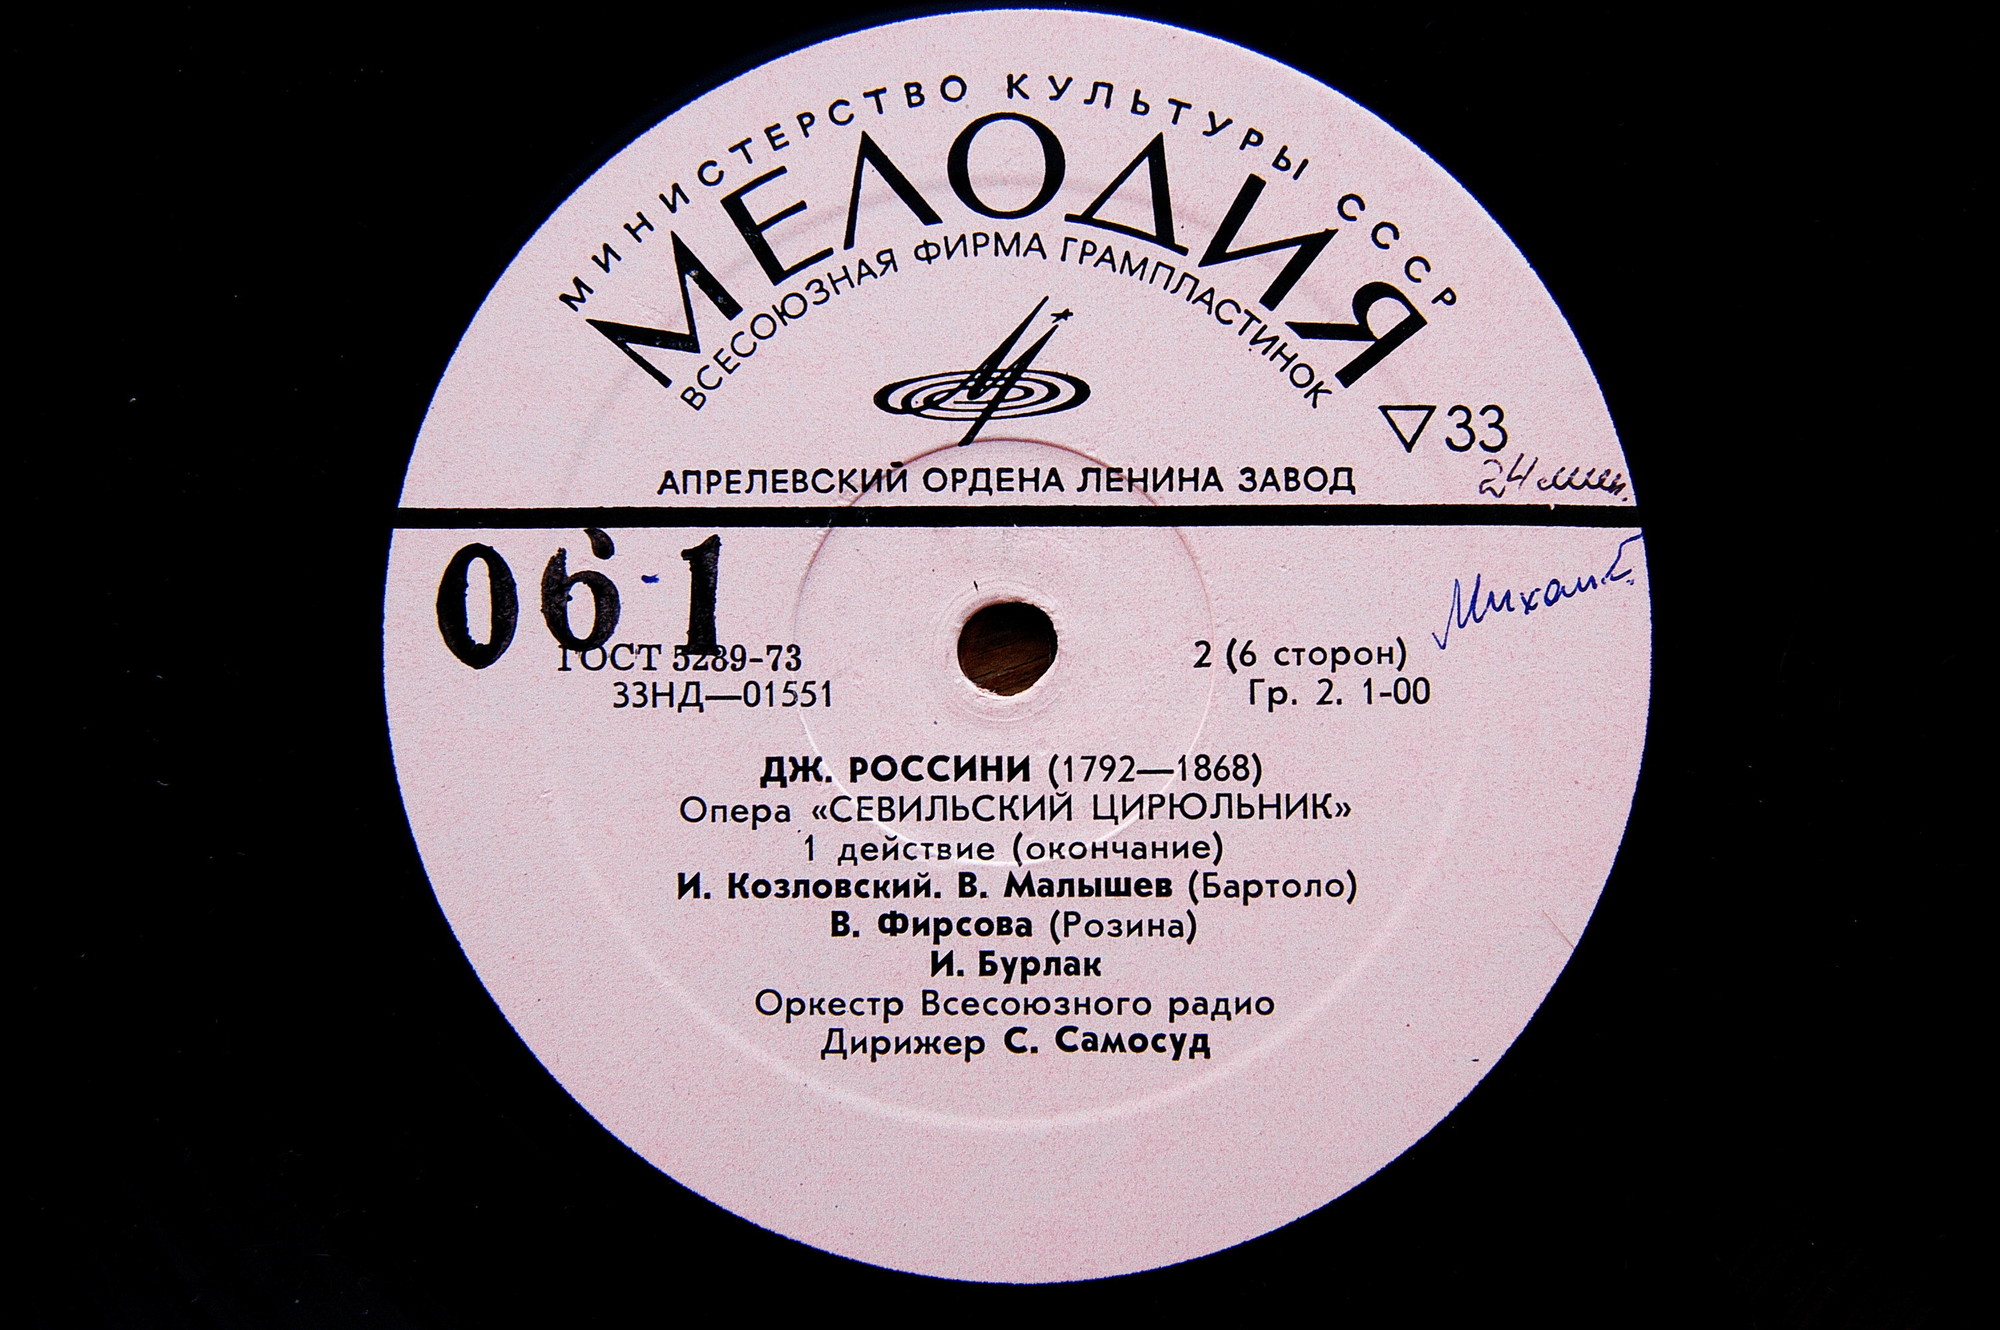 МИНИСТЕРСТВО КУЛЬТУРЫ СССР
МЕЛОДИЯ
ВСЕСОЮЗНАЯ ФИРМА ГРАМПЛАСТИНОК
33
24 мин.
АПРЕЛЕВСКИЙ ОРДЕНА ЛЕНИНА ЗАВОД
06-1
ГОСТ 5289-73
33НД—01551
2 (6 сторон)
Гр. 2. 1-00
ДЖ. РОССИНИ (1792—1868)
Опера «СЕВИЛЬСКИЙ ЦИРЮЛЬНИК»
1 действие (окончание)
И. Козловский. В. Малышев (Бартоло)
В. Фирсова (Розина)
И. Бурлак
Оркестр Всесоюзного радио
Дирижер С. Самосуд